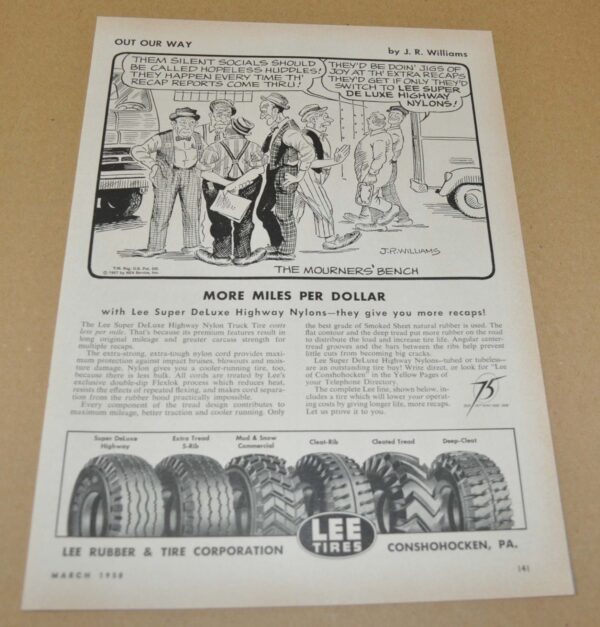 OUT OUR WAY
by J. R. Williams
THEM SILENT SOCIALS SHOULD
BE CALLED HOPELESS HUDDLES!
THEY HAPPEN EVERY TIME TH'
RECAP REPORTS COME THRU!
THEY'D BE DOIN' JIGS OF
JOY AT TH' EXTRA RECAPS
THEY'D GET IF ONLY THEY'D
SWITCH TO LEE SUPER
DE LUXE HIGHWAY
NYLONS!
J.R.WILLIAMS
T.M. Reg. U.S. Pat. Off.
© 1957 by NEA Service, Inc.
THE MOURNERS' BENCH
MORE MILES PER DOLLAR
with Lee Super DeLuxe Highway Nylons—they give you more recaps!
The Lee Super DeLuxe Highway Nylon Truck Tire costs
less per mile. That's because its premium features result in
long original mileage and greater carcass strength for
multiple recaps.
The extra-strong, extra-tough nylon cord provides maxi-
mum protection against impact bruises, blowouts and mois-
ture damage. Nylon gives you a cooler-running tire, too,
because there is less bulk. All cords are treated by Lee's
exclusive double-dip Flexlok process which reduces heat,
resists the effects of repeated flexing, and makes cord separa-
tion from the rubber bond practically impossible.
Every component of the tread design contributes to
maximum mileage, better traction and cooler running. Only
the best grade of Smoked Sheet natural rubber is used. The
flat contour and the deep tread put more rubber on the road
to distribute the load and increase tire life. Angular center-
tread grooves and the bars between the ribs help prevent
little cuts from becoming big cracks.
Lee Super DeLuxe Highway Nylons—tubed or tubeless—
are an outstanding tire buy! Write direct, or look for "Lee
of Conshohocken" in the Yellow Pages of
your Telephone Directory.
The complete Lee line, shown below, in-
cludes a tire which will lower your operat-
ing costs by giving longer life, more recaps.
Let us prove it to you.
75
Super DeLuxe
Highway
Extra Tread
5-Rib
Mud & Snow
Commercial
Cleat-Rib
Cleated Tread
Deep-Cleat
LEE
TIRES
LEE RUBBER & TIRE CORPORATION
CONSHOHOCKEN, PA.
MARCH 1958
141